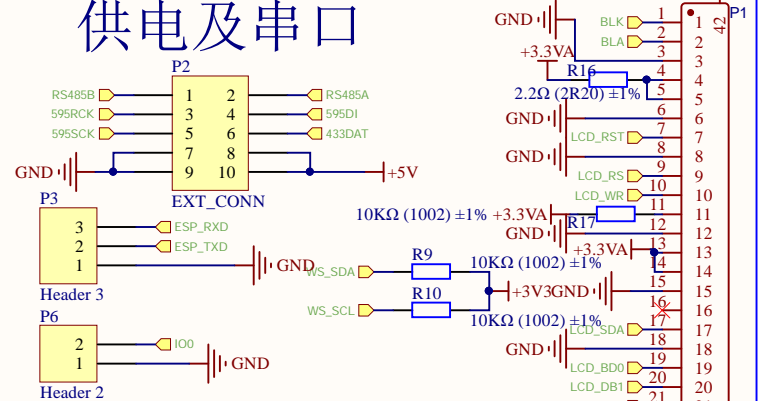 供电及串口
P2
RS485B 1 2 RS485A
595RCK 3 4 595DI
595SCK 5 6 433DAT
7 8
GND 9 10 +5V
EXT_CONN
P3
3 ESP_RXD
2 ESP_TXD
1 GND
Header 3
P6
2 IO0
1 GND
Header 2
WS_SDA R9 10KΩ (1002) ±1%
+3V3
WS_SCL R10 10KΩ (1002) ±1%
P1
42
BLK 1 1
BLA 2 2
GND 3 3
+3.3VA R16 4 4
2.2Ω (2R20) ±1% 5 5
GND 6 6
LCD_RST 7 7
GND 8 8
LCD_RS 9 9
LCD_WR 10 10
10KΩ (1002) ±1% +3.3VA R17 11 11
GND 12 12
+3.3VA 13 13
14 14
GND 15 15
16 16
LCD_SDA 17 17
GND 18 18
LCD_BD0 19 19
LCD_DB1 20 20
21